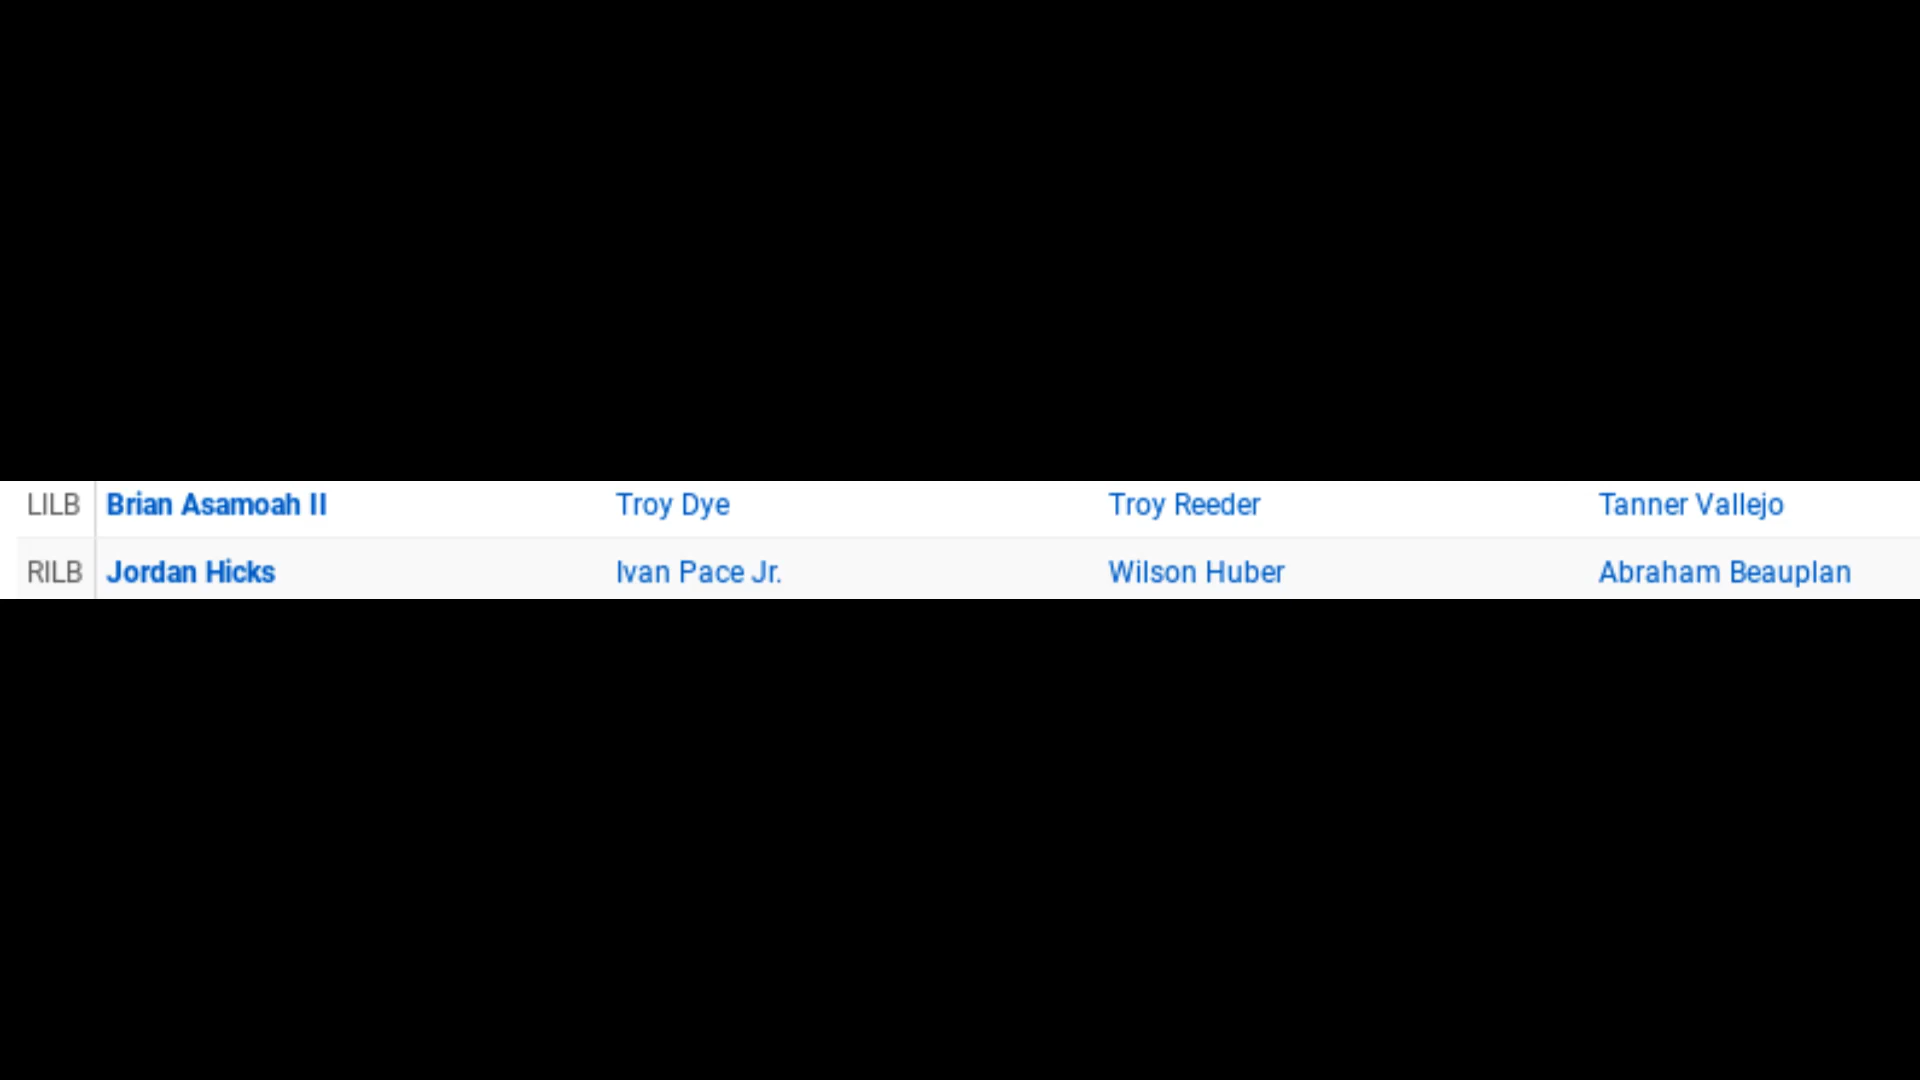 LILB Brian Asamoah II Troy Dye Troy Reeder Tanner Vallejo
RILB Jordan Hicks Ivan Pace Jr. Wilson Huber Abraham Beauplan